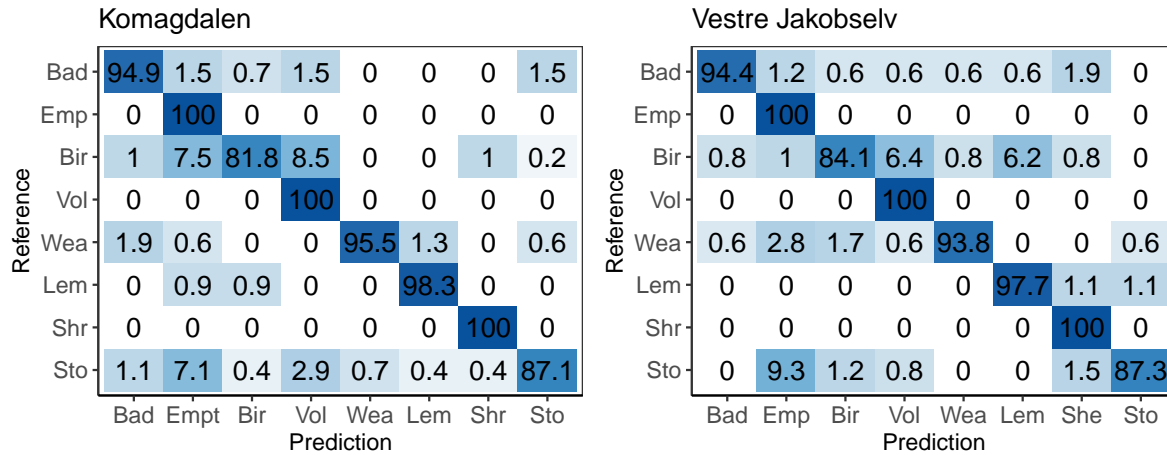 Komagdalen
Bad 94.9 1.5 0.7 1.5 0 0 0 1.5
Emp 0 100 0 0 0 0 0 0
Bir 1 7.5 81.8 8.5 0 0 1 0.2
Vol 0 0 0 100 0 0 0 0
Wea 1.9 0.6 0 0 95.5 1.3 0 0.6
Lem 0 0.9 0.9 0 0 98.3 0 0
Shr 0 0 0 0 0 0 100 0
Sto 1.1 7.1 0.4 2.9 0.7 0.4 0.4 87.1
Bad Empt Bir Vol Wea Lem Shr Sto
Prediction
Reference
Vestre Jakobselv
Bad 94.4 1.2 0.6 0.6 0.6 0.6 1.9 0
Emp 0 100 0 0 0 0 0 0
Bir 0.8 1 84.1 6.4 0.8 6.2 0.8 0
Vol 0 0 0 100 0 0 0 0
Wea 0.6 2.8 1.7 0.6 93.8 0 0 0.6
Lem 0 0 0 0 0 97.7 1.1 1.1
Shr 0 0 0 0 0 0 100 0
Sto 0 9.3 1.2 0.8 0 0 1.5 87.3
Bad Emp Bir Vol Wea Lem She Sto
Prediction
Reference